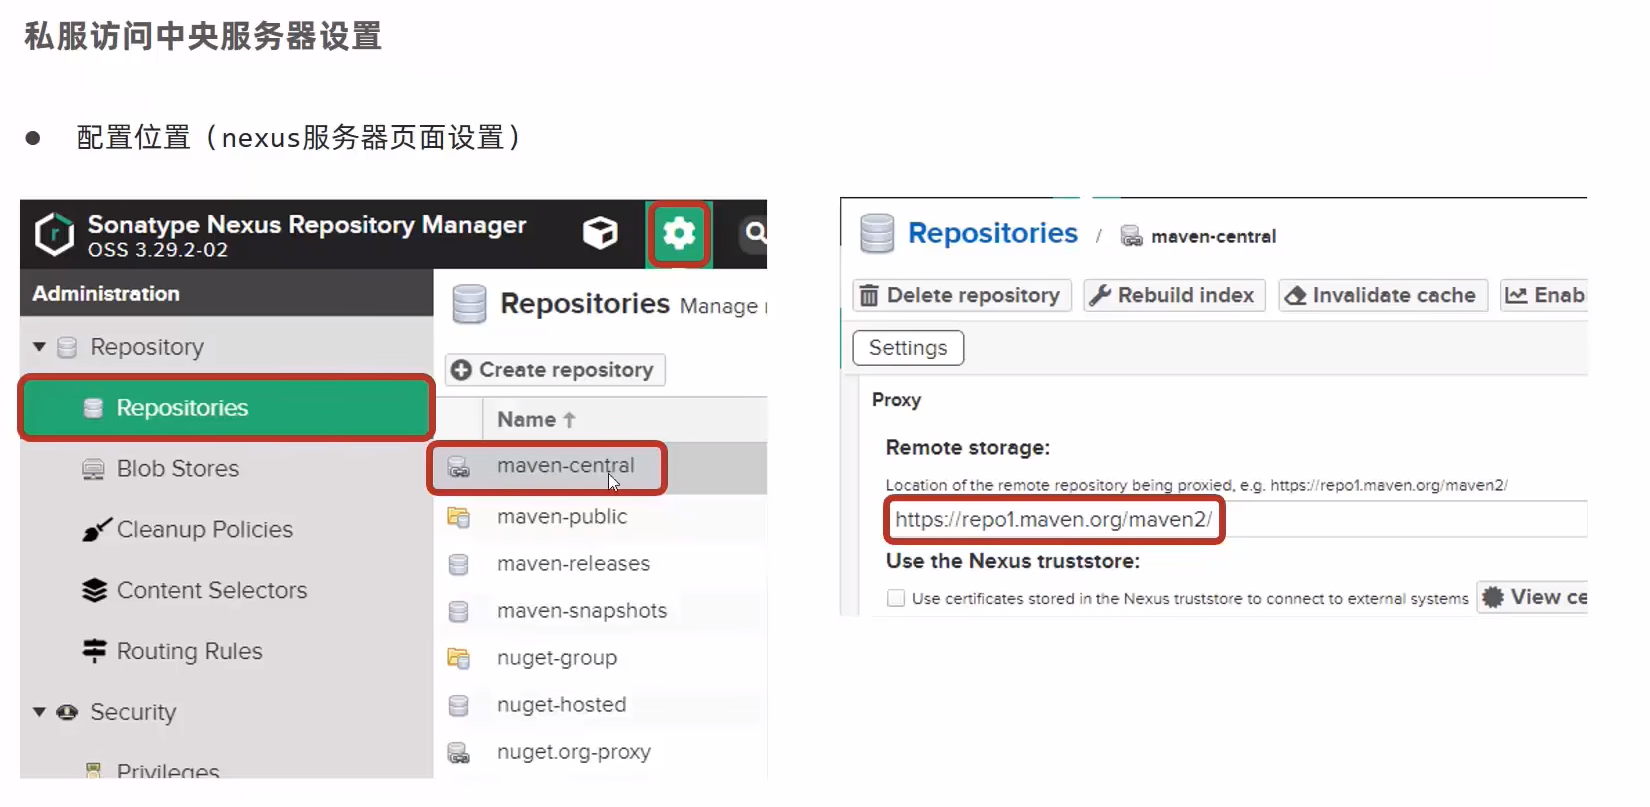 私服访问中央服务器设置
● 配置位置（nexus服务器页面设置）
Sonatype Nexus Repository Manager
OSS 3.29.2-02
Administration
Repository
Repositories
Blob Stores
Cleanup Policies
Content Selectors
Routing Rules
Security
Privileges
Repositories Manage
Create repository
Name ↑
maven-central
maven-public
maven-releases
maven-snapshots
nuget-group
nuget-hosted
nuget.org-proxy
Repositories / maven-central
Delete repository Rebuild index Invalidate cache Enab
Settings
Proxy
Remote storage:
Location of the remote repository being proxied, e.g. https://repo1.maven.org/maven2/
https://repo1.maven.org/maven2/
Use the Nexus truststore:
Use certificates stored in the Nexus truststore to connect to external systems View ce